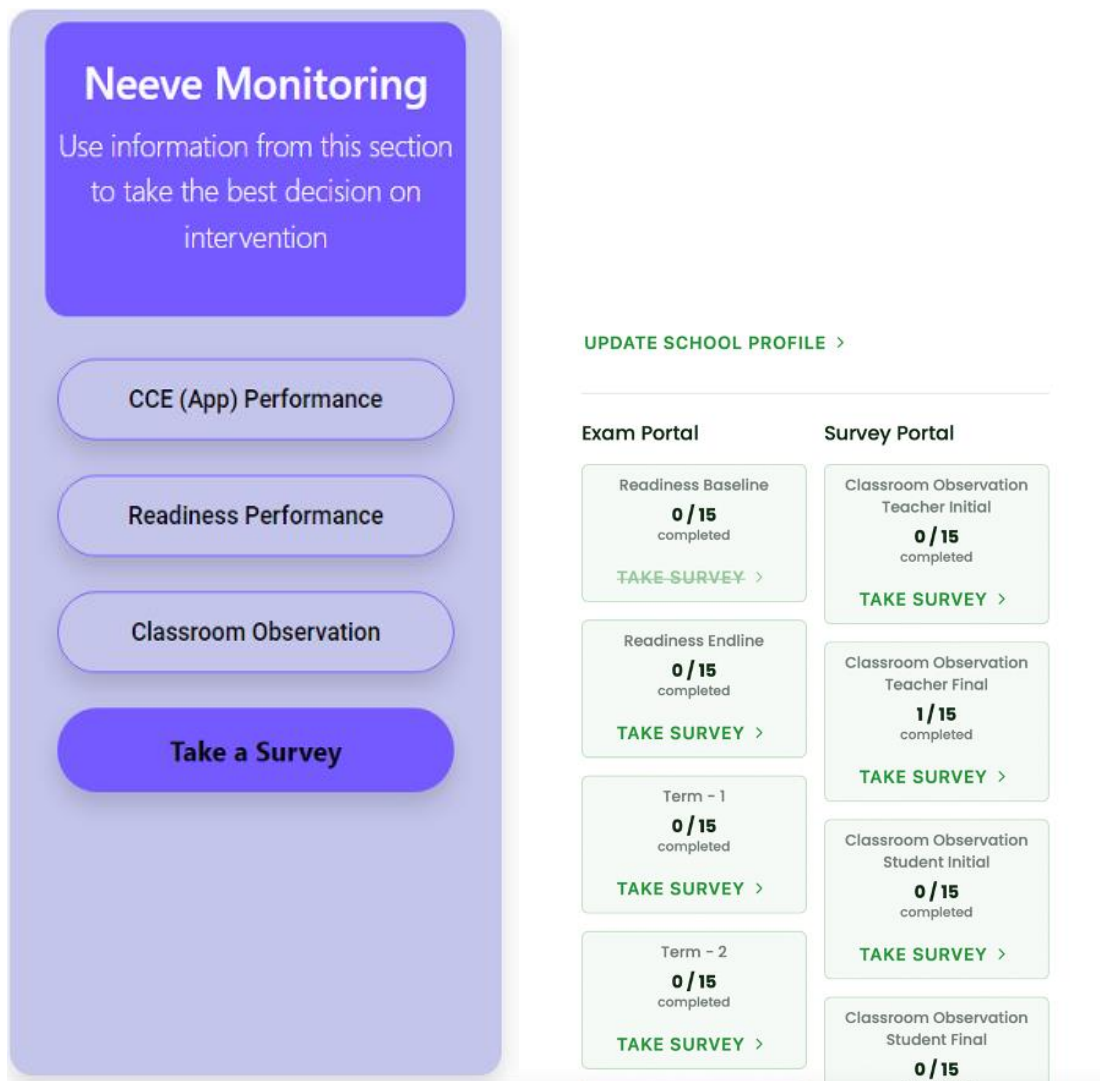 Neeve Monitoring
Use information from this section
to take the best decision on
intervention
CCE (App) Performance
Readiness Performance
Classroom Observation
Take a Survey
UPDATE SCHOOL PROFILE >
Exam Portal
Readiness Baseline
0 / 15
completed
TAKE SURVEY >
Readiness Endline
0 / 15
completed
TAKE SURVEY >
Term - 1
0 / 15
completed
TAKE SURVEY >
Term - 2
0 / 15
completed
TAKE SURVEY >
Survey Portal
Classroom Observation
Teacher Initial
0 / 15
completed
TAKE SURVEY >
Classroom Observation
Teacher Final
1 / 15
completed
TAKE SURVEY >
Classroom Observation
Student Initial
0 / 15
completed
TAKE SURVEY >
Classroom Observation
Student Final
0 / 15